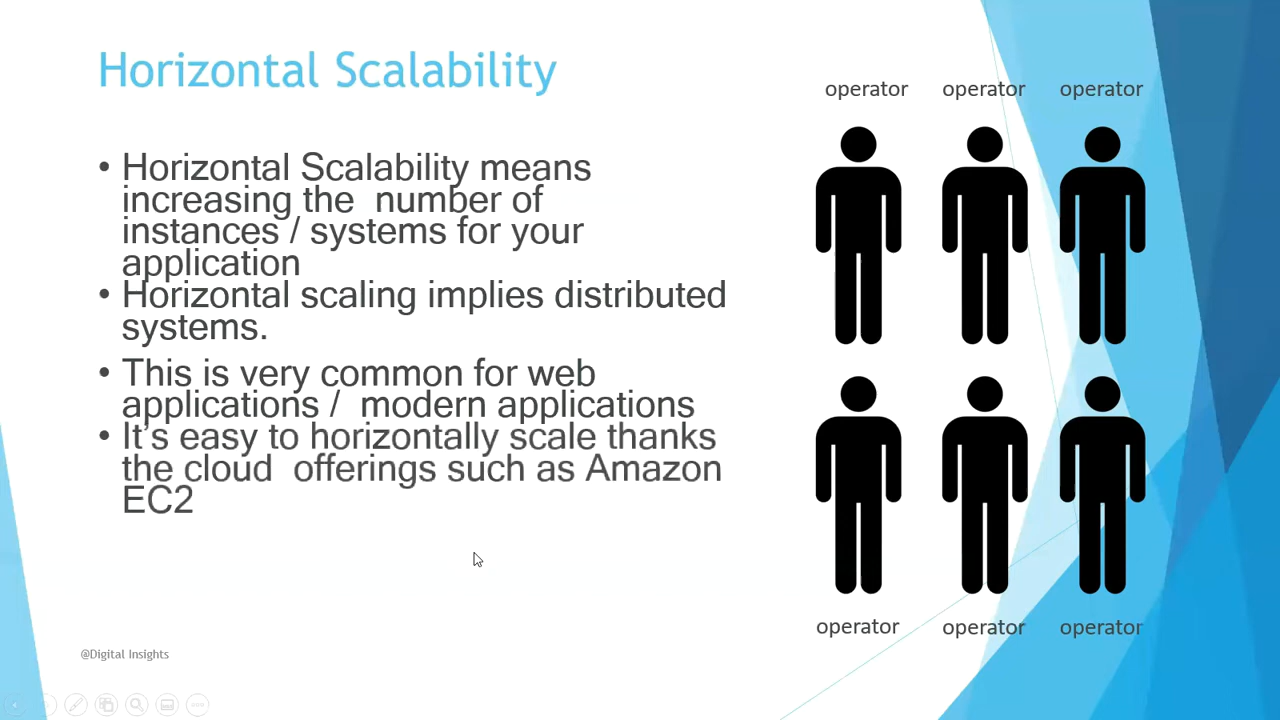 Horizontal Scalability
operator operator operator
• Horizontal Scalability means
increasing the  number of
instances / systems for your
application
• Horizontal scaling implies distributed
systems.
• This is very common for web
applications /  modern applications
• It’s easy to horizontally scale thanks
the cloud  offerings such as Amazon
EC2
operator operator operator
@Digital Insights